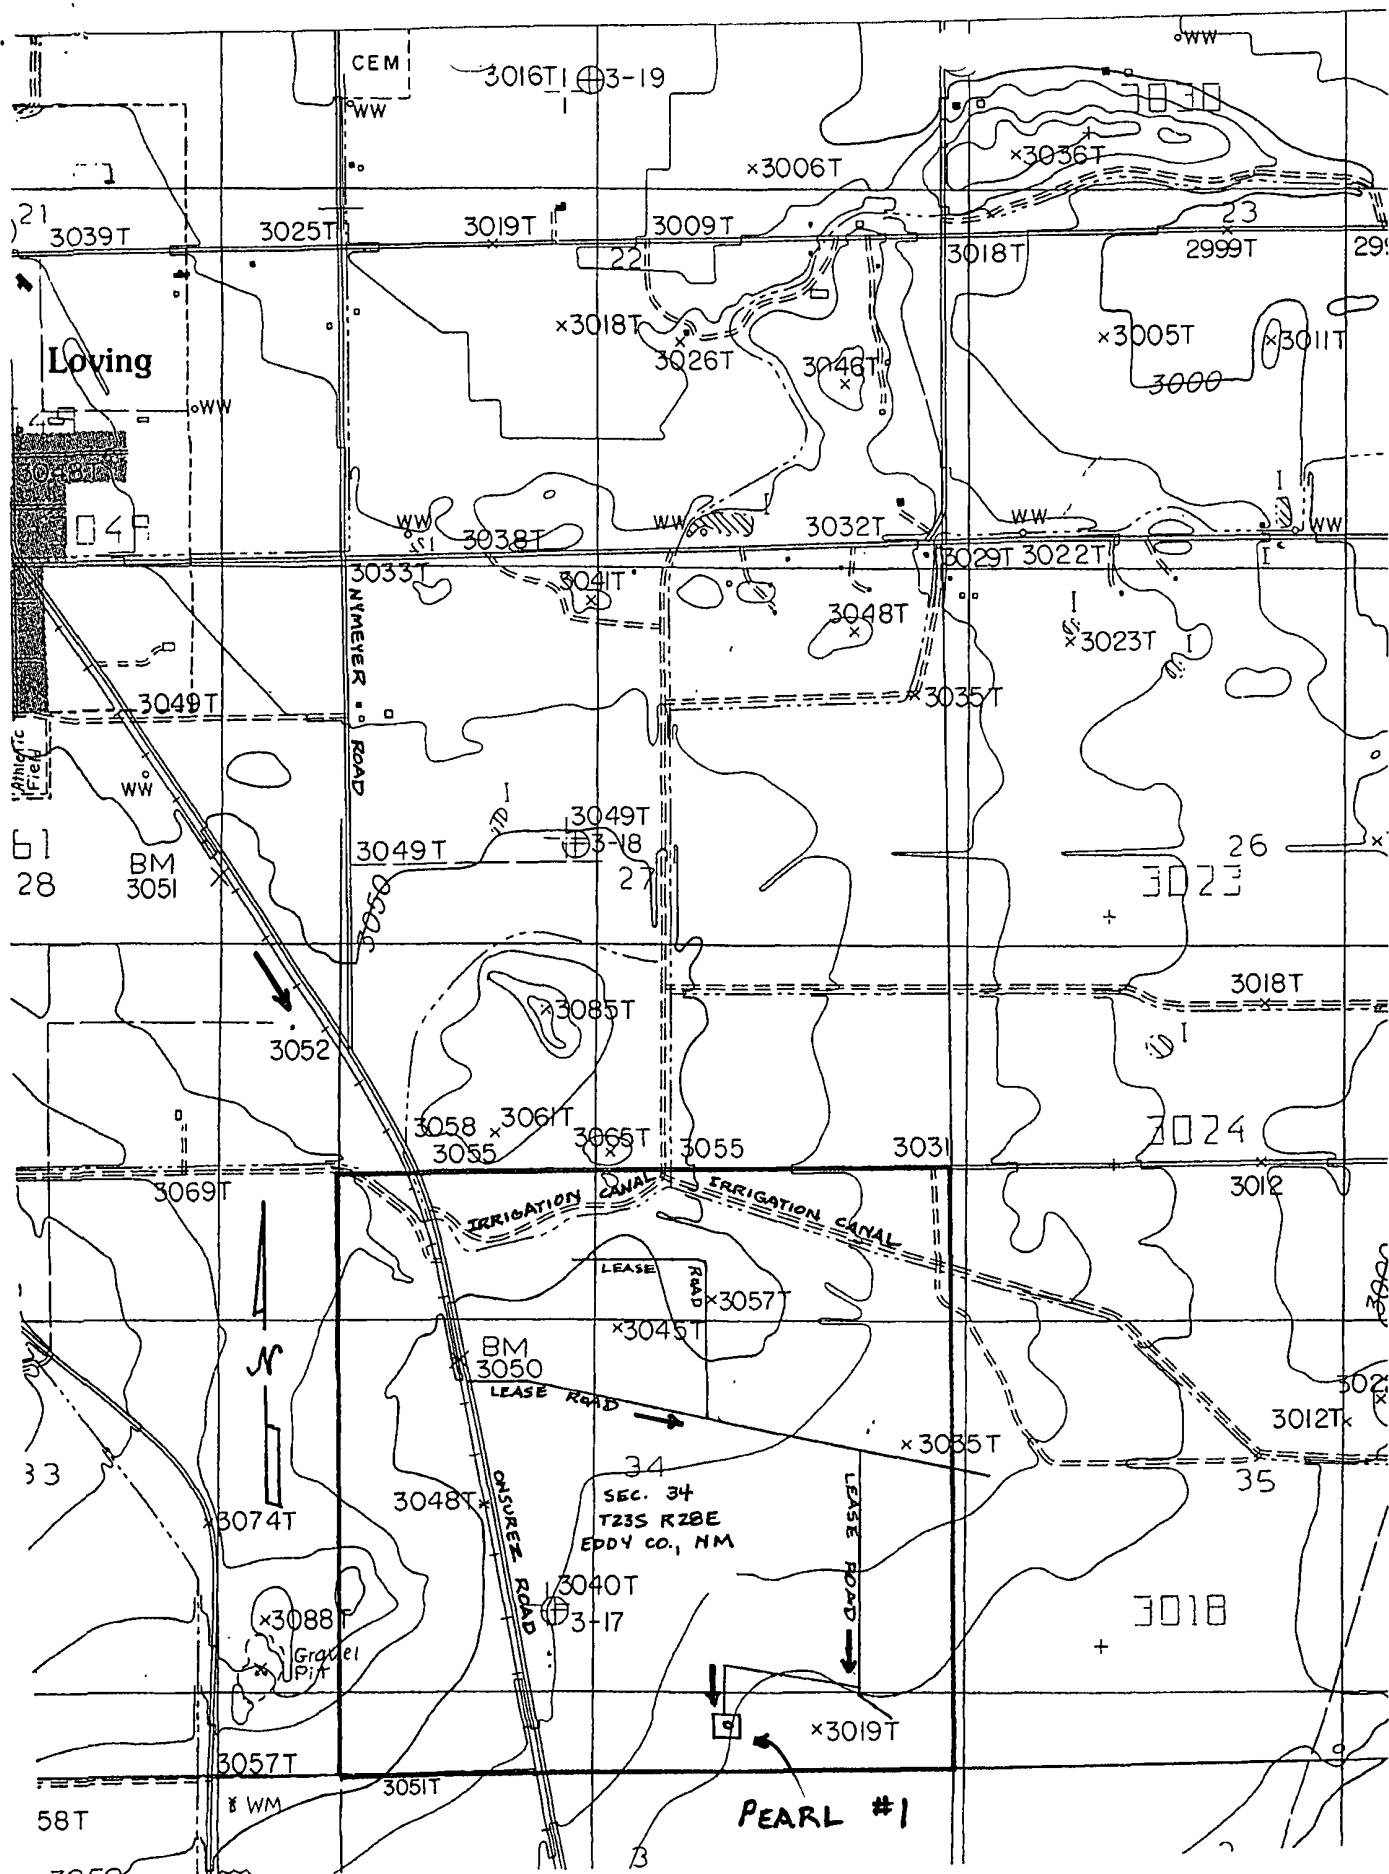 WW
CEM
3016T
3-19
3030
WW
×3036T
×3006T
21
3039T
3025T
3019T
3009T
23
3018T
2999T
22
×3018T
3026T
3046T
×3005T
×3011T
3000
Loving
WW
3048T
I
I
WW
WW
3032T
WW
WW
I
3038T
3033T
3029T
3022T
I
3041T
3048T
I
×3023T
I
NYMEYER ROAD
3049T
×3035T
Athletic
Field
WW
I
3049T
3-18
61
28
BM
3051
3049T
3050
27
26
3023
×3085T
3018T
I
3052
3058
×3061T
3055
3065T
3055
3031
3024
3069T
3012
IRRIGATION CANAL
IRRIGATION CANAL
LEASE
ROAD
×3057T
×3045T
N
BM
3050
LEASE ROAD
3012T×
×3035T
33
34
35
SEC. 34
T23S R28E
EDDY CO., NM
3048T×
ONSUREZ ROAD
LEASE ROAD
×3074T
3040T
3-17
×3088T
Gravel
Pit
3018
×3019T
3057T
3051T
WM
58T
PEARL #1
3